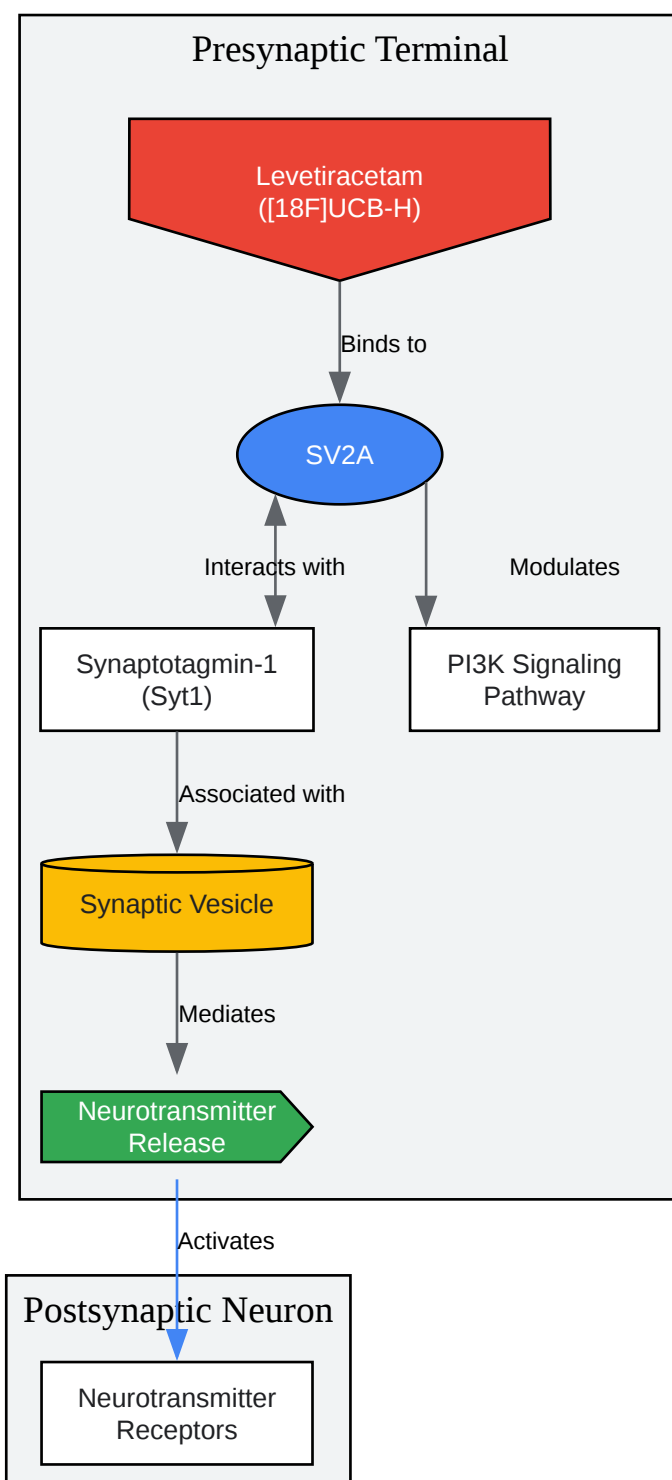 Presynaptic Terminal
Levetiracetam
([18F]UCB-H)
Binds to
SV2A
Interacts with
Modulates
Synaptotagmin-1
(Syt1)
PI3K Signaling
Pathway
Associated with
Synaptic Vesicle
Mediates
Neurotransmitter
Release
Activates
Postsynaptic Neuron
Neurotransmitter
Receptors